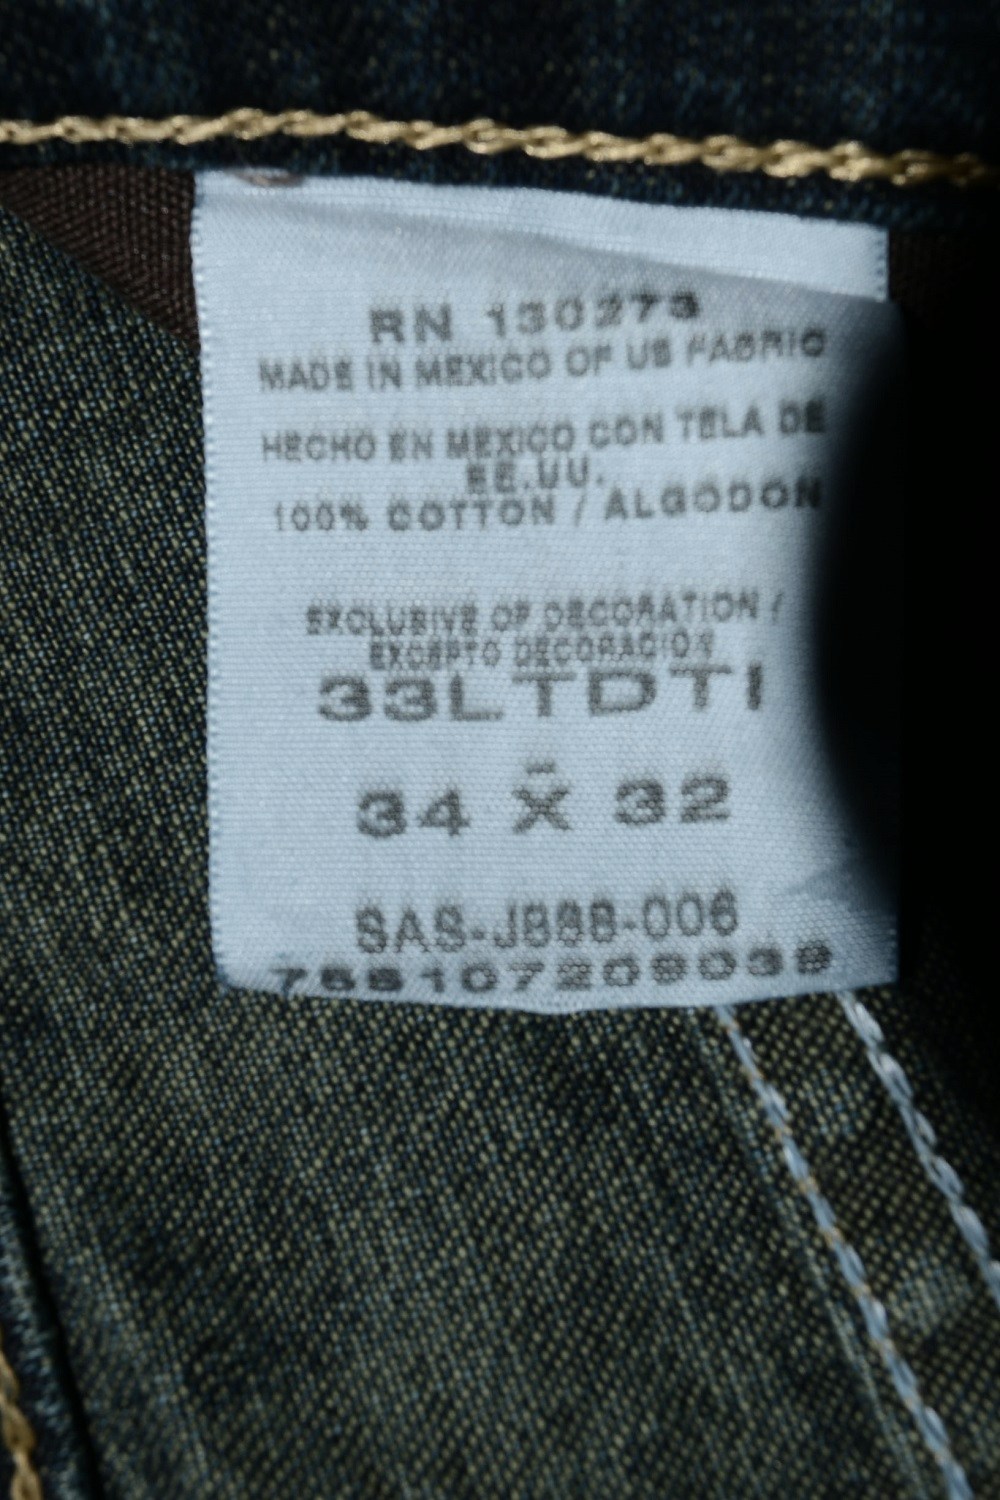 RN 130273
MADE IN MEXICO OF US FABRIC
HECHO EN MEXICO CON TELA DE
EE.UU.
100% COTTON / ALGODON
EXCLUSIVE OF DECORATION /
EXCEPTO DECORACION
33LTDTI
34 X 32
SAS-J888-006